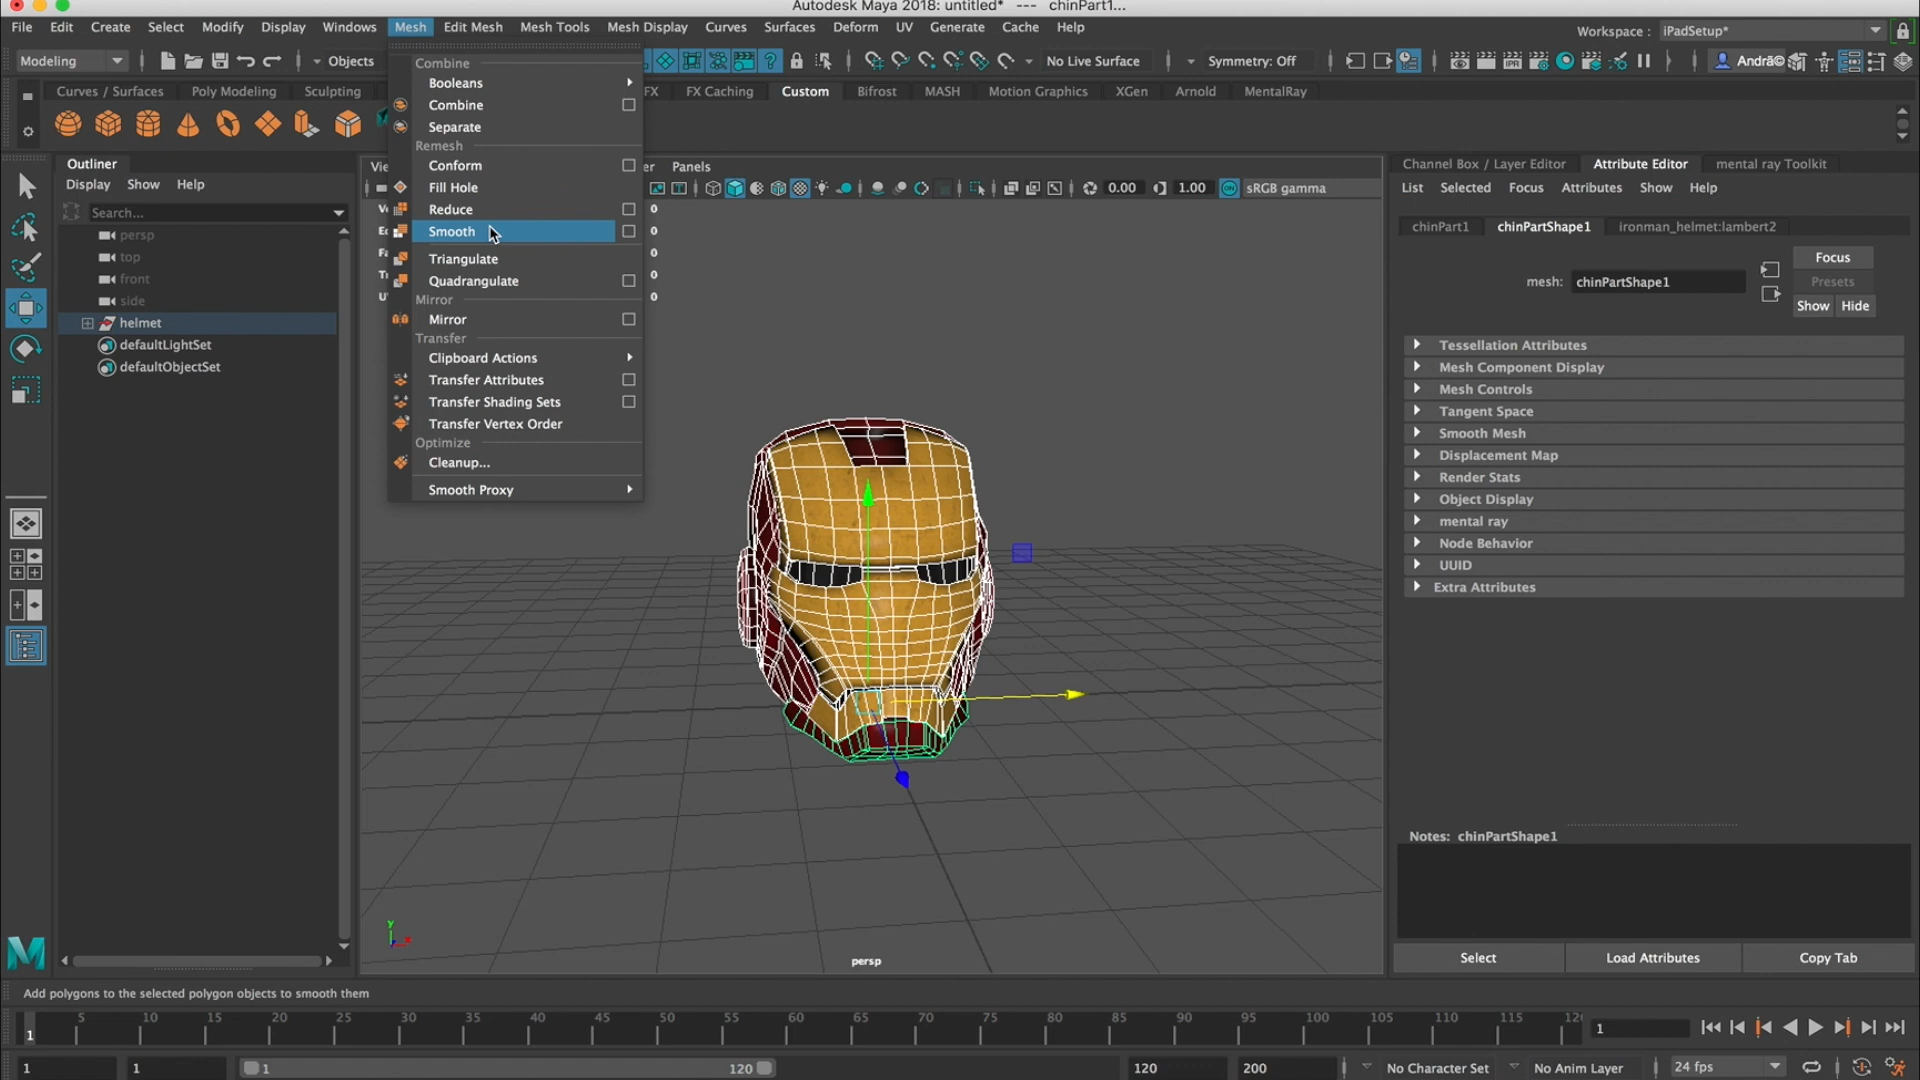 Autodesk Maya 2018: untitled*   ---   chinPart1...
File Edit Create Select Modify Display Windows Mesh Edit Mesh Mesh Tools Mesh Display Curves Surfaces Deform UV Generate Cache Help
Workspace : iPadSetup*
Modeling Objects No Live Surface Symmetry: Off IPR Andrã©
Curves / Surfaces Poly Modeling Sculpting FX FX Caching Custom Bifrost MASH Motion Graphics XGen Arnold MentalRay
Combine
Booleans
Combine
Separate
Remesh
Conform
Fill Hole
Reduce
Smooth
Triangulate
Quadrangulate
Mirror
Mirror
Transfer
Clipboard Actions
Transfer Attributes
Transfer Shading Sets
Transfer Vertex Order
Optimize
Cleanup...
Smooth Proxy
Outliner
Display Show Help
Search...
persp
top
front
side
helmet
defaultLightSet
defaultObjectSet
Panels
0.00 1.00 ON sRGB gamma
0
0
0
0
0
y
x
persp
Channel Box / Layer Editor Attribute Editor mental ray Toolkit
List Selected Focus Attributes Show Help
chinPart1 chinPartShape1 ironman_helmet:lambert2
Focus
mesh: chinPartShape1 Presets
Show Hide
Tessellation Attributes
Mesh Component Display
Mesh Controls
Tangent Space
Smooth Mesh
Displacement Map
Render Stats
Object Display
mental ray
Node Behavior
UUID
Extra Attributes
Notes: chinPartShape1
Select Load Attributes Copy Tab
Add polygons to the selected polygon objects to smooth them
1 5 10 15 20 25 30 35 40 45 50 55 60 65 70 75 80 85 90 95 100 105 110 115 1
1 1 1 120 120 200 No Character Set No Anim Layer 24 fps